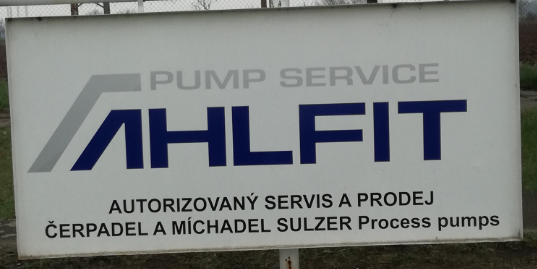 PUMP SERVICE
AHLFIT
AUTORIZOVANÝ SERVIS A PRODEJ
ČERPADEL A MÍCHADEL SULZER Process pumps